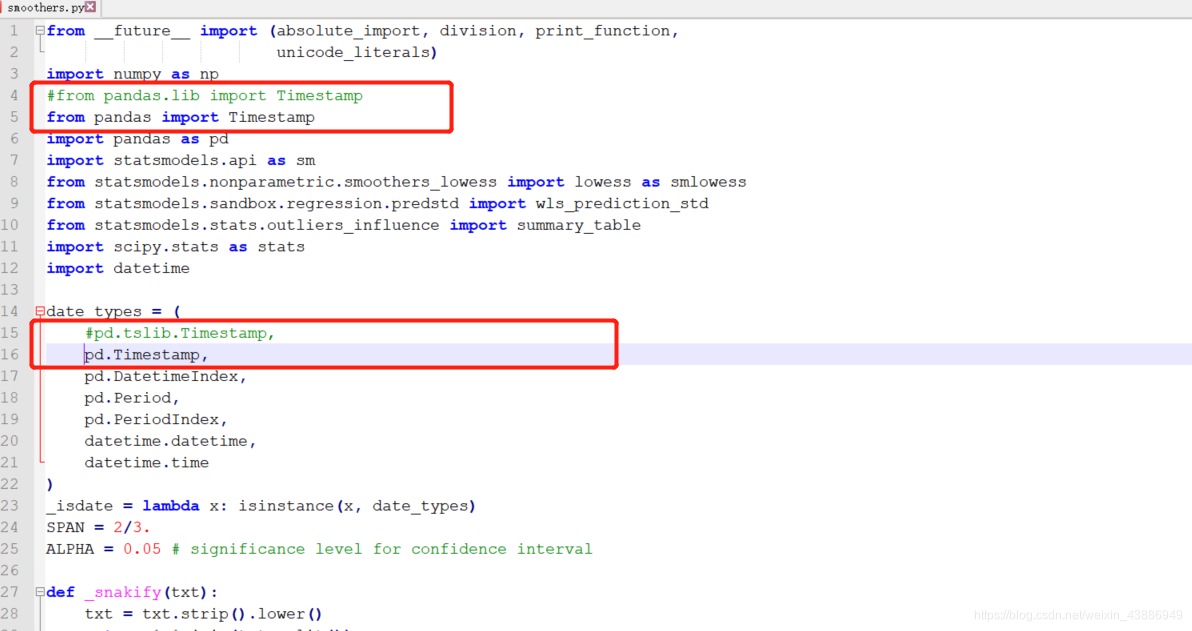 smoothers.py
1 from __future__ import (absolute_import, division, print_function,
2 unicode_literals)
3 import numpy as np
4 #from pandas.lib import Timestamp
5 from pandas import Timestamp
6 import pandas as pd
7 import statsmodels.api as sm
8 from statsmodels.nonparametric.smoothers_lowess import lowess as smlowess
9 from statsmodels.sandbox.regression.predstd import wls_prediction_std
10 from statsmodels.stats.outliers_influence import summary_table
11 import scipy.stats as stats
12 import datetime
13
14 date_types = (
15 #pd.tslib.Timestamp,
16 pd.Timestamp,
17 pd.DatetimeIndex,
18 pd.Period,
19 pd.PeriodIndex,
20 datetime.datetime,
21 datetime.time
22 )
23 _isdate = lambda x: isinstance(x, date_types)
24 SPAN = 2/3.
25 ALPHA = 0.05 # significance level for confidence interval
26
27 def _snakify(txt):
28 txt = txt.strip().lower()
https://blog.csdn.net/weixin_43886949